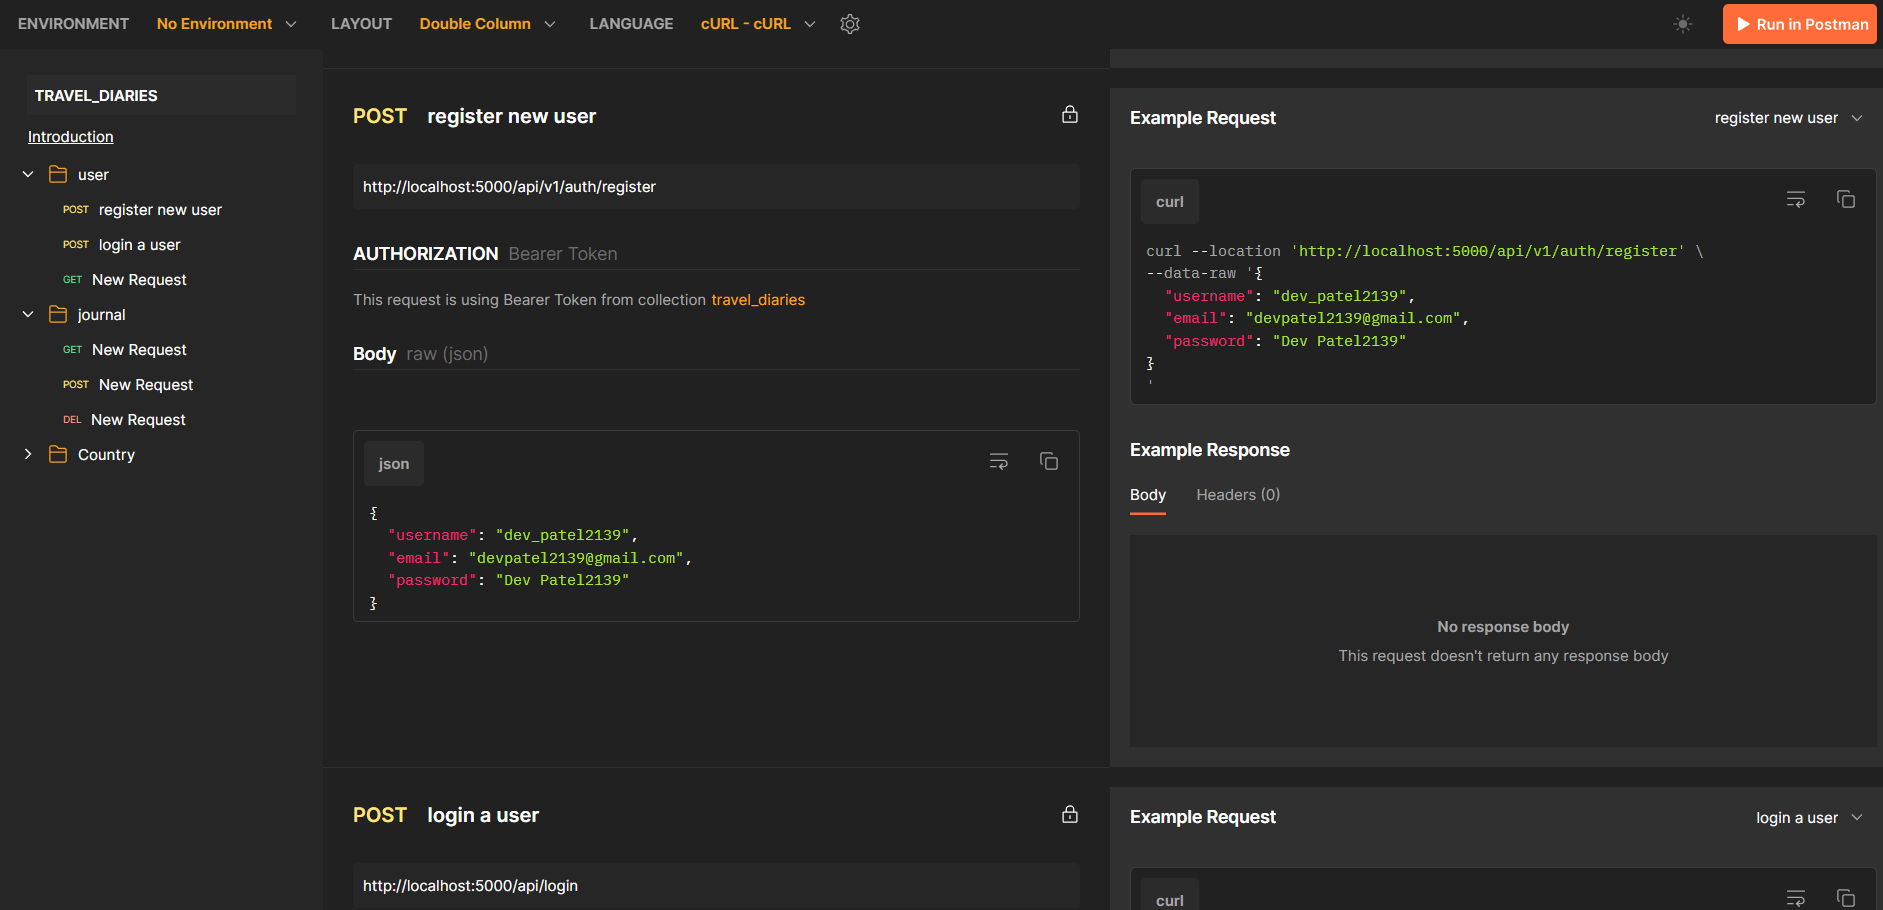 ENVIRONMENT No Environment LAYOUT Double Column LANGUAGE cURL - cURL Run in Postman
TRAVEL_DIARIES
Introduction
user
POST register new user
POST login a user
GET New Request
journal
GET New Request
POST New Request
DEL New Request
Country
POST register new user
http://localhost:5000/api/v1/auth/register
AUTHORIZATION Bearer Token
This request is using Bearer Token from collection travel_diaries
Body raw (json)
json
{
"username": "dev_patel2139",
"email": "devpatel2139@gmail.com",
"password": "Dev Patel2139"
}
POST login a user
http://localhost:5000/api/login
Example Request register new user
curl
curl --location 'http://localhost:5000/api/v1/auth/register' \
--data-raw '{
"username": "dev_patel2139",
"email": "devpatel2139@gmail.com",
"password": "Dev Patel2139"
}
'
Example Response
Body Headers (0)
No response body
This request doesn't return any response body
Example Request login a user
curl